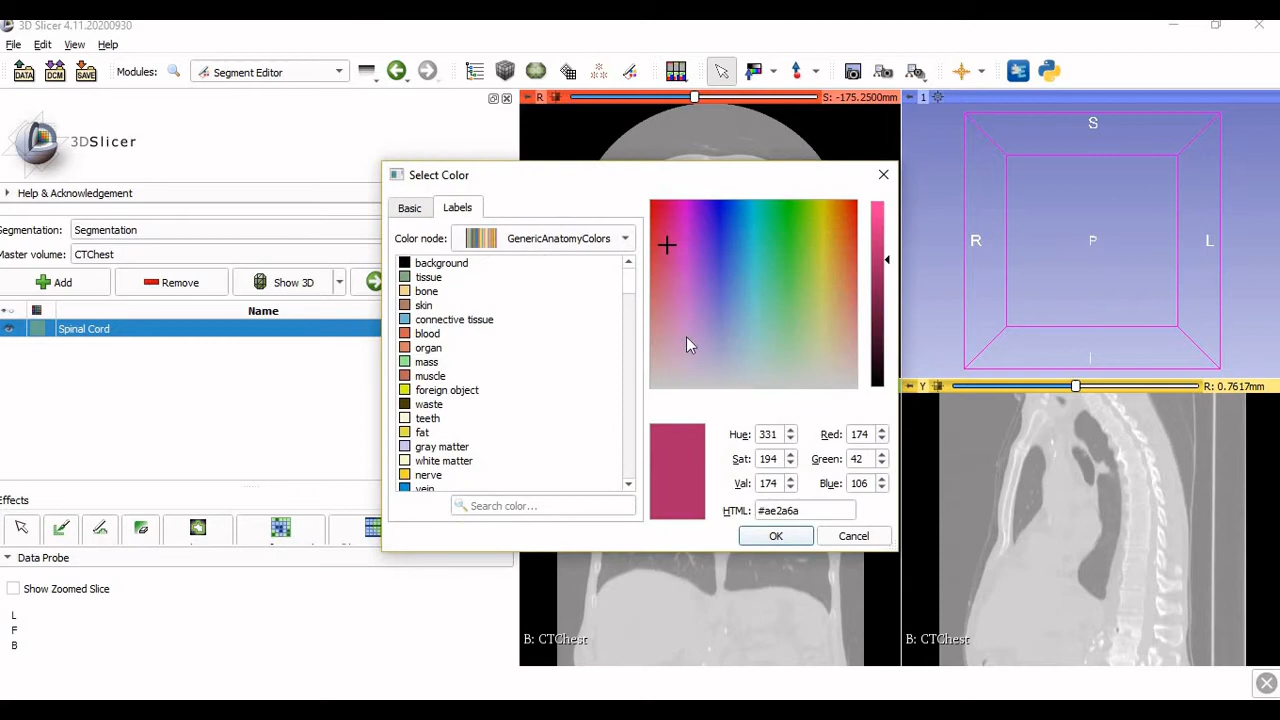 3D Slicer 4.11.20200930
File Edit View Help
DATA DCM SAVE Modules: Segment Editor
R S: -175.2500mm 1
3DSlicer
Help & Acknowledgement
Segmentation: Segmentation
Master volume: CTChest
Add Remove Show 3D
Name
Spinal Cord
Effects
Data Probe
Show Zoomed Slice
L
F
B
Select Color
Basic Labels
Color node: GenericAnatomyColors
background
tissue
bone
skin
connective tissue
blood
organ
mass
muscle
foreign object
waste
teeth
fat
gray matter
white matter
nerve
vein
Search color...
Hue: 331 Red: 174
Sat: 194 Green: 42
Val: 174 Blue: 106
HTML: #ae2a6a
OK Cancel
S
R P L
I
Y R: 0.7617mm
B: CTChest B: CTChest